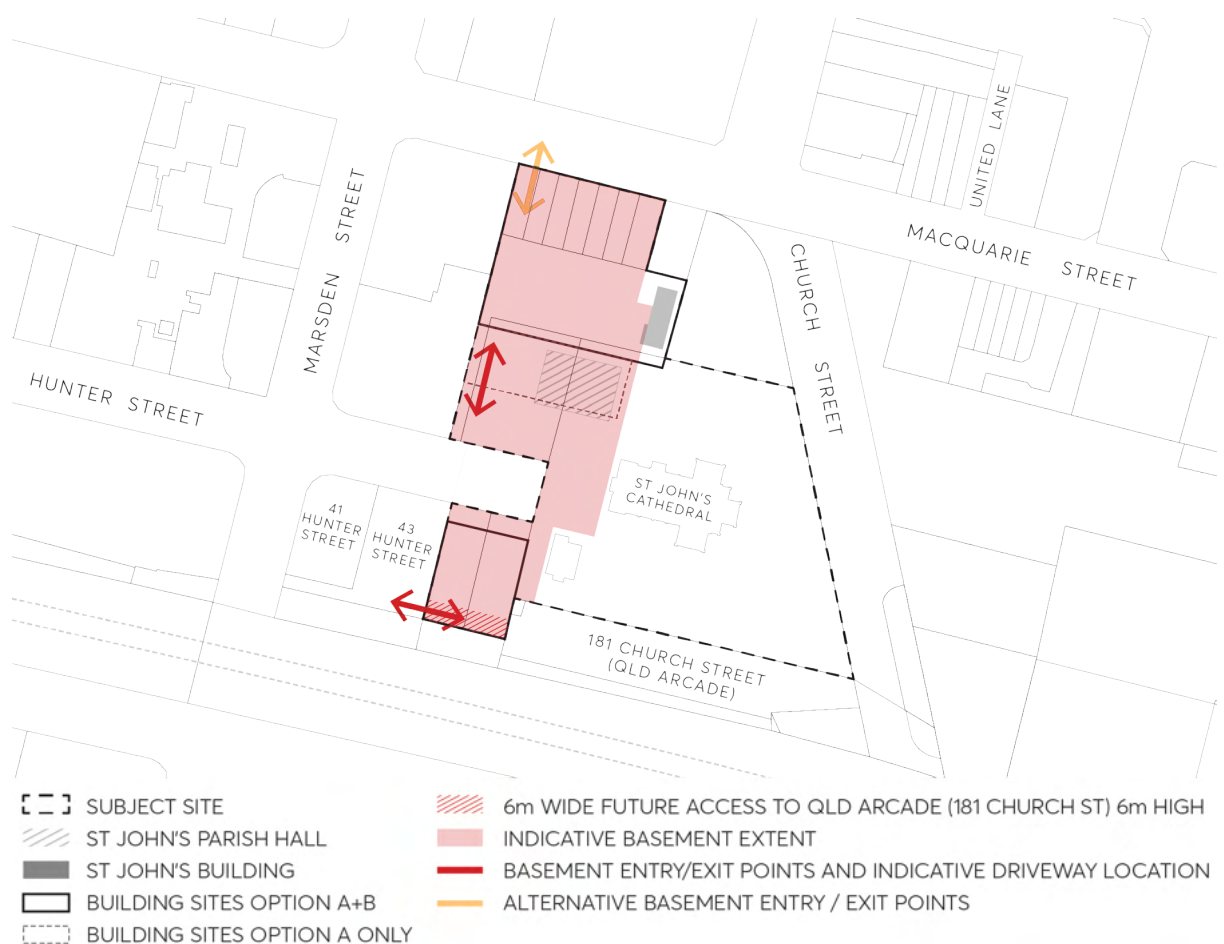 UNITED LANE
MACQUARIE STREET
CHURCH STREET
MARSDEN STREET
HUNTER STREET
ST JOHN'S
CATHEDRAL
41
HUNTER
STREET
43
HUNTER
STREET
181 CHURCH STREET
(QLD ARCADE)
SUBJECT SITE
ST JOHN'S PARISH HALL
ST JOHN'S BUILDING
BUILDING SITES OPTION A+B
BUILDING SITES OPTION A ONLY
6m WIDE FUTURE ACCESS TO QLD ARCADE (181 CHURCH ST) 6m HIGH
INDICATIVE BASEMENT EXTENT
BASEMENT ENTRY/EXIT POINTS AND INDICATIVE DRIVEWAY LOCATION
ALTERNATIVE BASEMENT ENTRY / EXIT POINTS